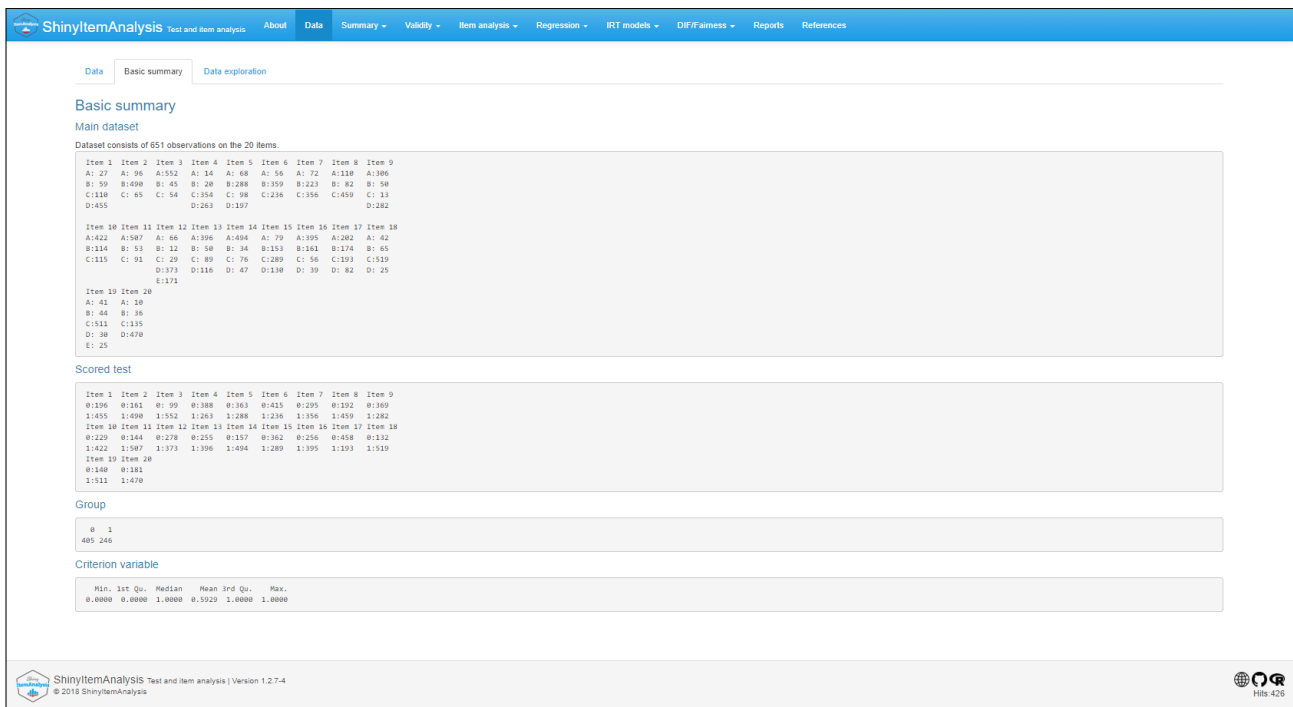 ShinyItemAnalysis Test and item analysis About Data Summary Validity Item analysis Regression IRT models DIF/Fairness Reports References
Data Basic summary Data exploration
Basic summary
Main dataset
Dataset consists of 651 observations on the 20 items.
Item 1 Item 2 Item 3 Item 4 Item 5 Item 6 Item 7 Item 8 Item 9
A: 27 A: 96 A:552 A: 14 A: 68 A: 56 A: 72 A:110 A:306
B: 59 B:490 B: 45 B: 20 B:288 B:359 B:223 B: 82 B: 50
C:110 C: 65 C: 54 C:354 C: 98 C:236 C:356 C:459 C: 13
D:455 D:263 D:197 D:282
Item 10 Item 11 Item 12 Item 13 Item 14 Item 15 Item 16 Item 17 Item 18
A:422 A:507 A: 66 A:396 A:494 A: 79 A:395 A:202 A: 42
B:114 B: 53 B: 12 B: 50 B: 34 B:153 B:161 B:174 B: 65
C:115 C: 91 C: 29 C: 89 C: 76 C:289 C: 56 C:193 C:519
D:373 D:116 D: 47 D:130 D: 39 D: 82 D: 25
E:171
Item 19 Item 20
A: 41 A: 10
B: 44 B: 36
C:511 C:135
D: 30 D:470
E: 25
Scored test
Item 1 Item 2 Item 3 Item 4 Item 5 Item 6 Item 7 Item 8 Item 9
0:196 0:161 0: 99 0:388 0:363 0:415 0:295 0:192 0:369
1:455 1:490 1:552 1:263 1:288 1:236 1:356 1:459 1:282
Item 10 Item 11 Item 12 Item 13 Item 14 Item 15 Item 16 Item 17 Item 18
0:229 0:144 0:278 0:255 0:157 0:362 0:256 0:458 0:132
1:422 1:507 1:373 1:396 1:494 1:289 1:395 1:193 1:519
Item 19 Item 20
0:140 0:181
1:511 1:470
Group
0 1
405 246
Criterion variable
Min. 1st Qu. Median Mean 3rd Qu. Max.
0.0000 0.0000 1.0000 0.5929 1.0000 1.0000
ShinyItemAnalysis Test and item analysis | Version 1.2.7-4
© 2018 ShinyItemAnalysis
Hits:426